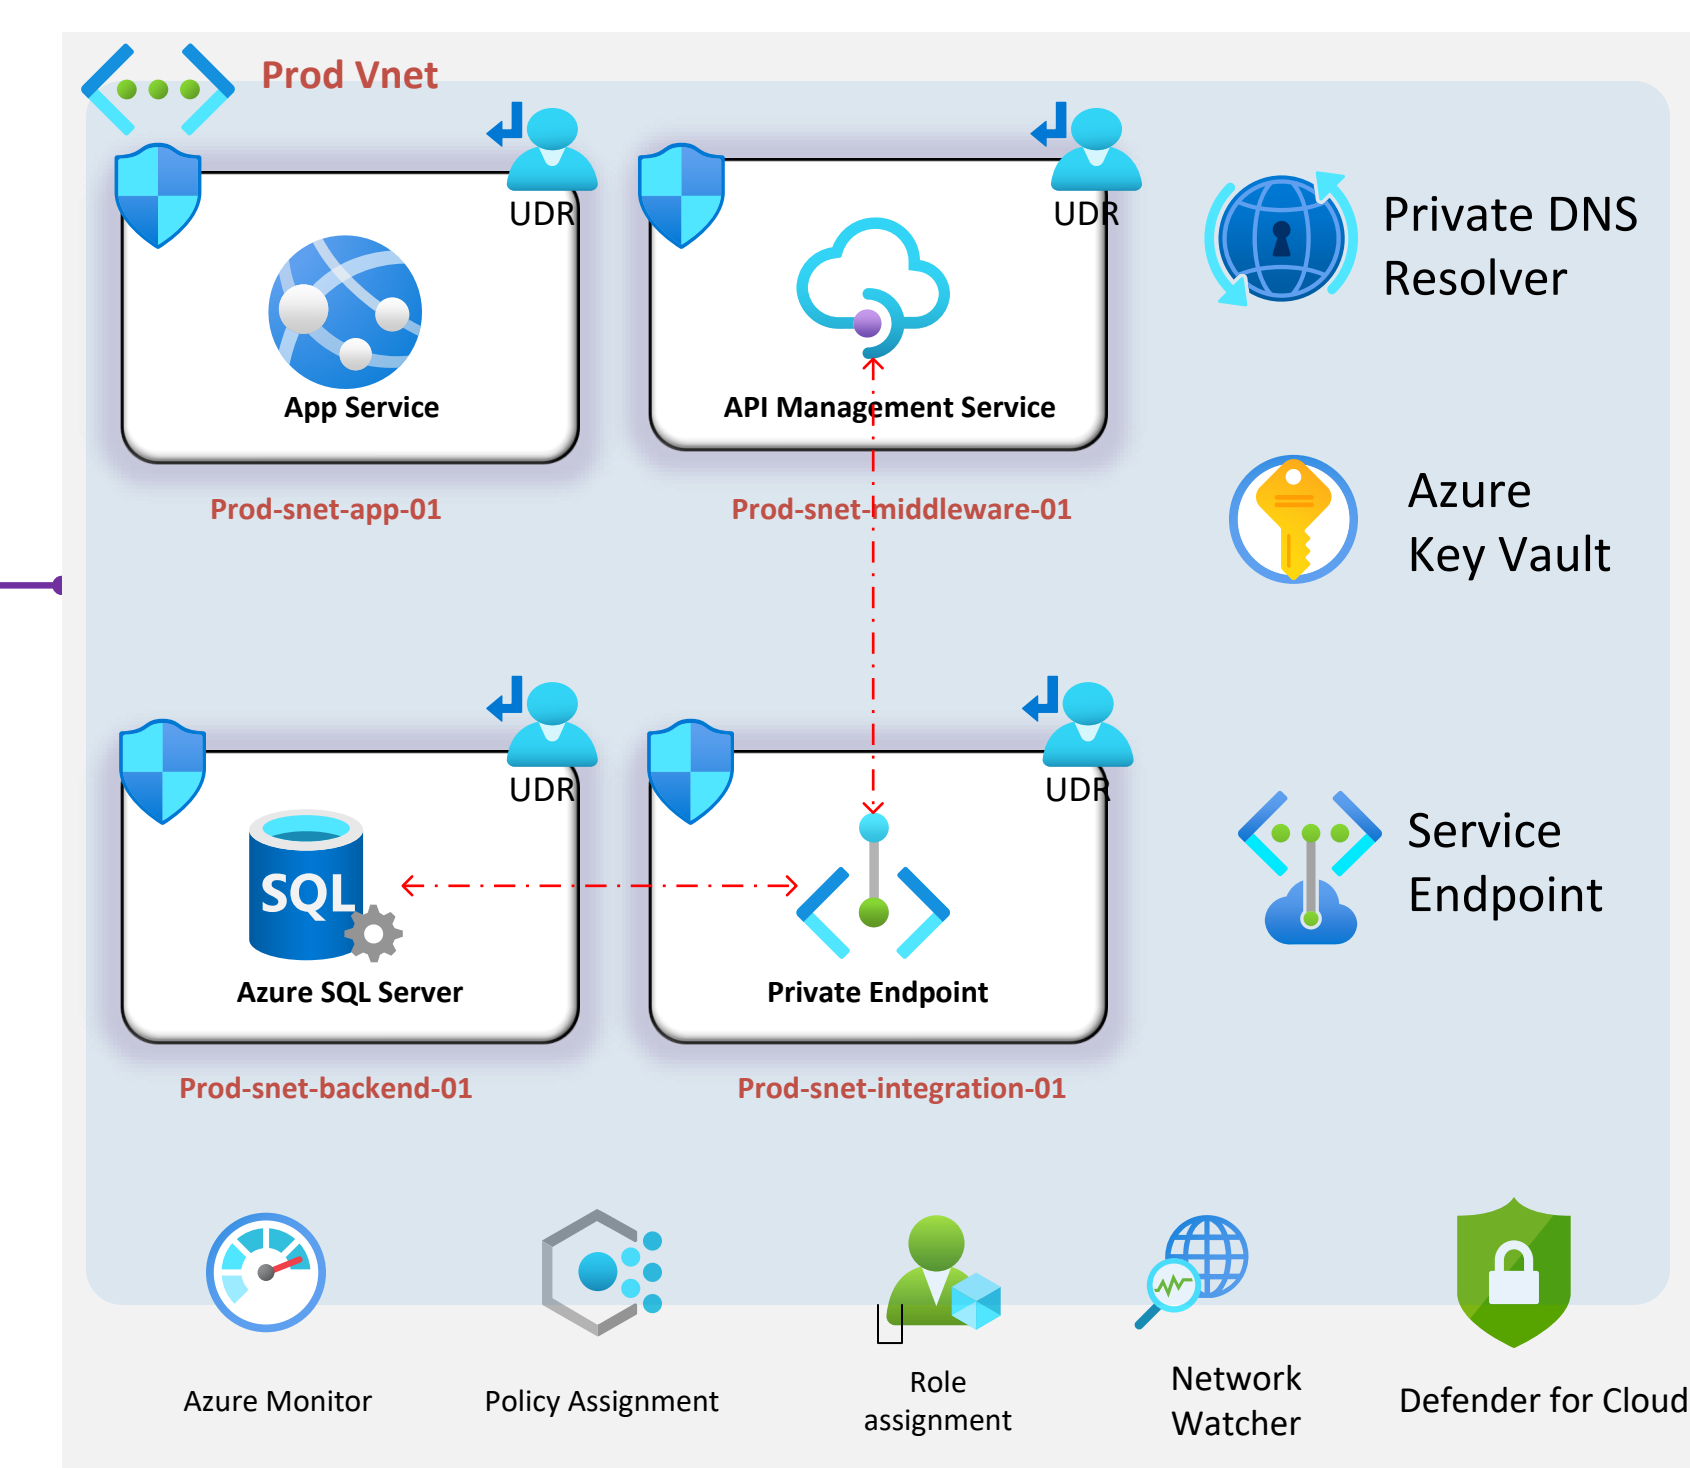 Prod Vnet
UDR
UDR
App Service
API Management Service
Prod-snet-app-01
Prod-snet-middleware-01
Private DNS
Resolver
Azure
Key Vault
UDR
UDR
SQL
Azure SQL Server
Private Endpoint
Prod-snet-backend-01
Prod-snet-integration-01
Service
Endpoint
Azure Monitor
Policy Assignment
Role
assignment
Network
Watcher
Defender for Cloud